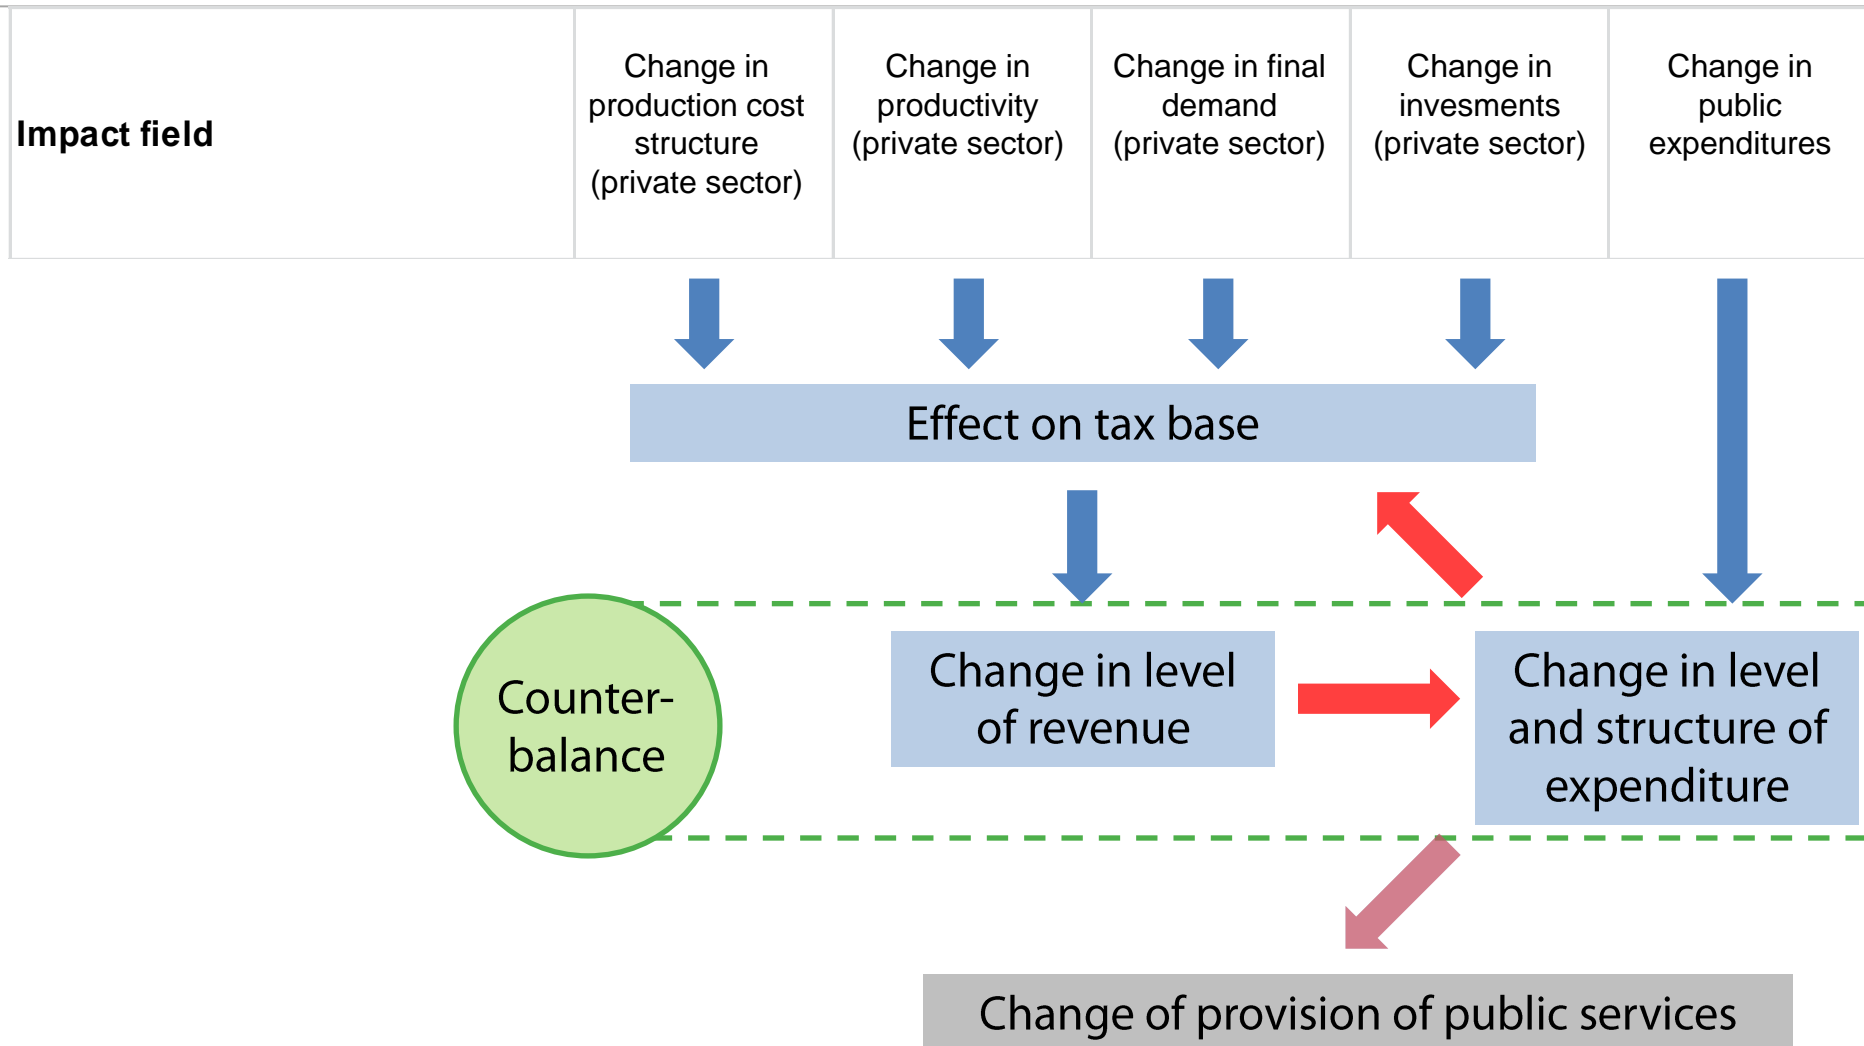 Impact field
Change in
production cost
structure
(private sector)
Change in
productivity
(private sector)
Change in final
demand
(private sector)
Change in
invesments
(private sector)
Change in
public
expenditures
Effect on tax base
Counter-
balance
Change in level
of revenue
Change in level
and structure of
expenditure
Change of provision of public services